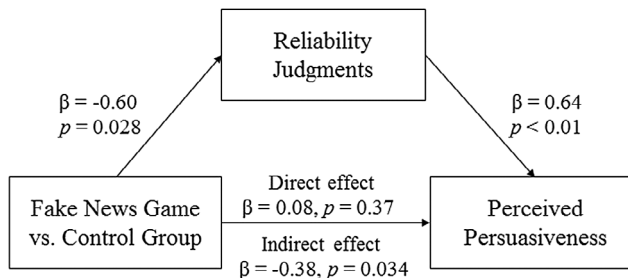 Reliability
Judgments
β = -0.60
p = 0.028
β = 0.64
p < 0.01
Fake News Game
vs. Control Group
Direct effect
β = 0.08, p = 0.37
Indirect effect
β = -0.38, p = 0.034
Perceived
Persuasiveness